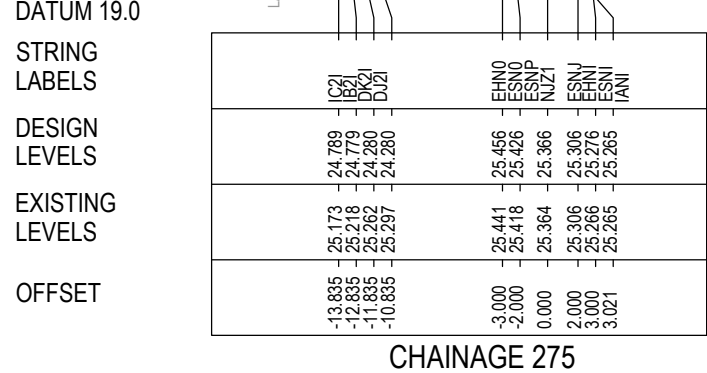 DATUM 19.0
STRING
LABELS
IC2I IB2I DK2I DJ2I EHN0 ESN0 ESNP NJZ1 ESNJ EHNI ESNI IANI
DESIGN
LEVELS
24.789 24.779 24.280 24.280 25.456 25.426 25.366 25.306 25.276 25.265
EXISTING
LEVELS
25.173 25.218 25.262 25.297 25.441 25.418 25.364 25.306 25.266 25.265
OFFSET
-13.835 -12.835 -11.835 -10.835 -3.000 -2.000 0.000 2.000 3.000 3.021
CHAINAGE 275